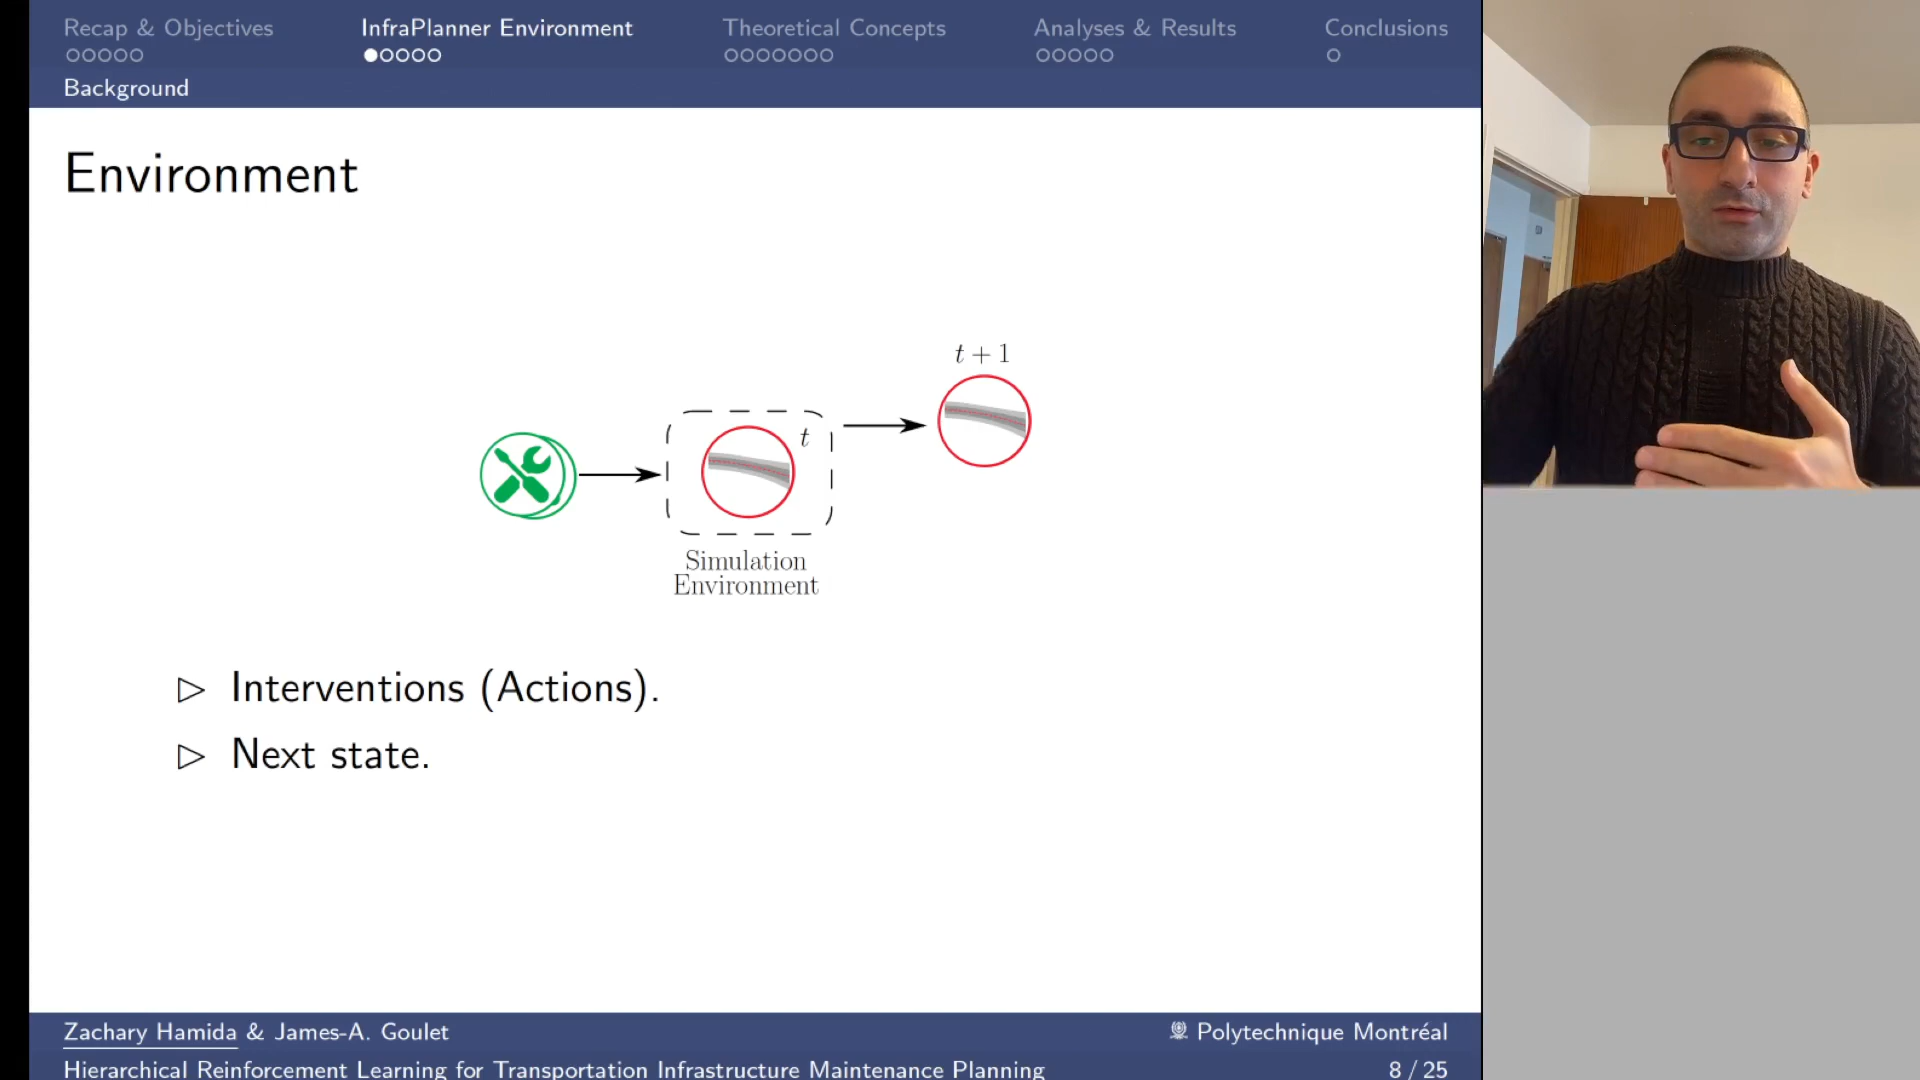 Recap & Objectives
InfraPlanner Environment
Theoretical Concepts
Analyses & Results
Conclusions
Background
Environment
t + 1
t
Simulation
Environment
Interventions (Actions).
Next state.
Zachary Hamida & James-A. Goulet
Polytechnique Montréal
Hierarchical Reinforcement Learning for Transportation Infrastructure Maintenance Planning
8 / 25